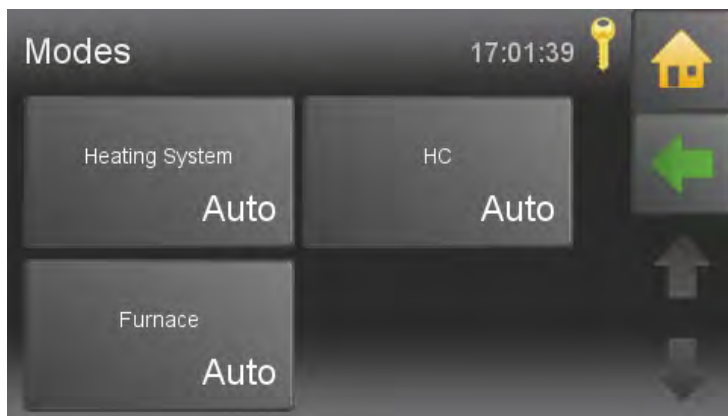 Modes 17:01:39
Heating System HC
Auto Auto
Furnace
Auto